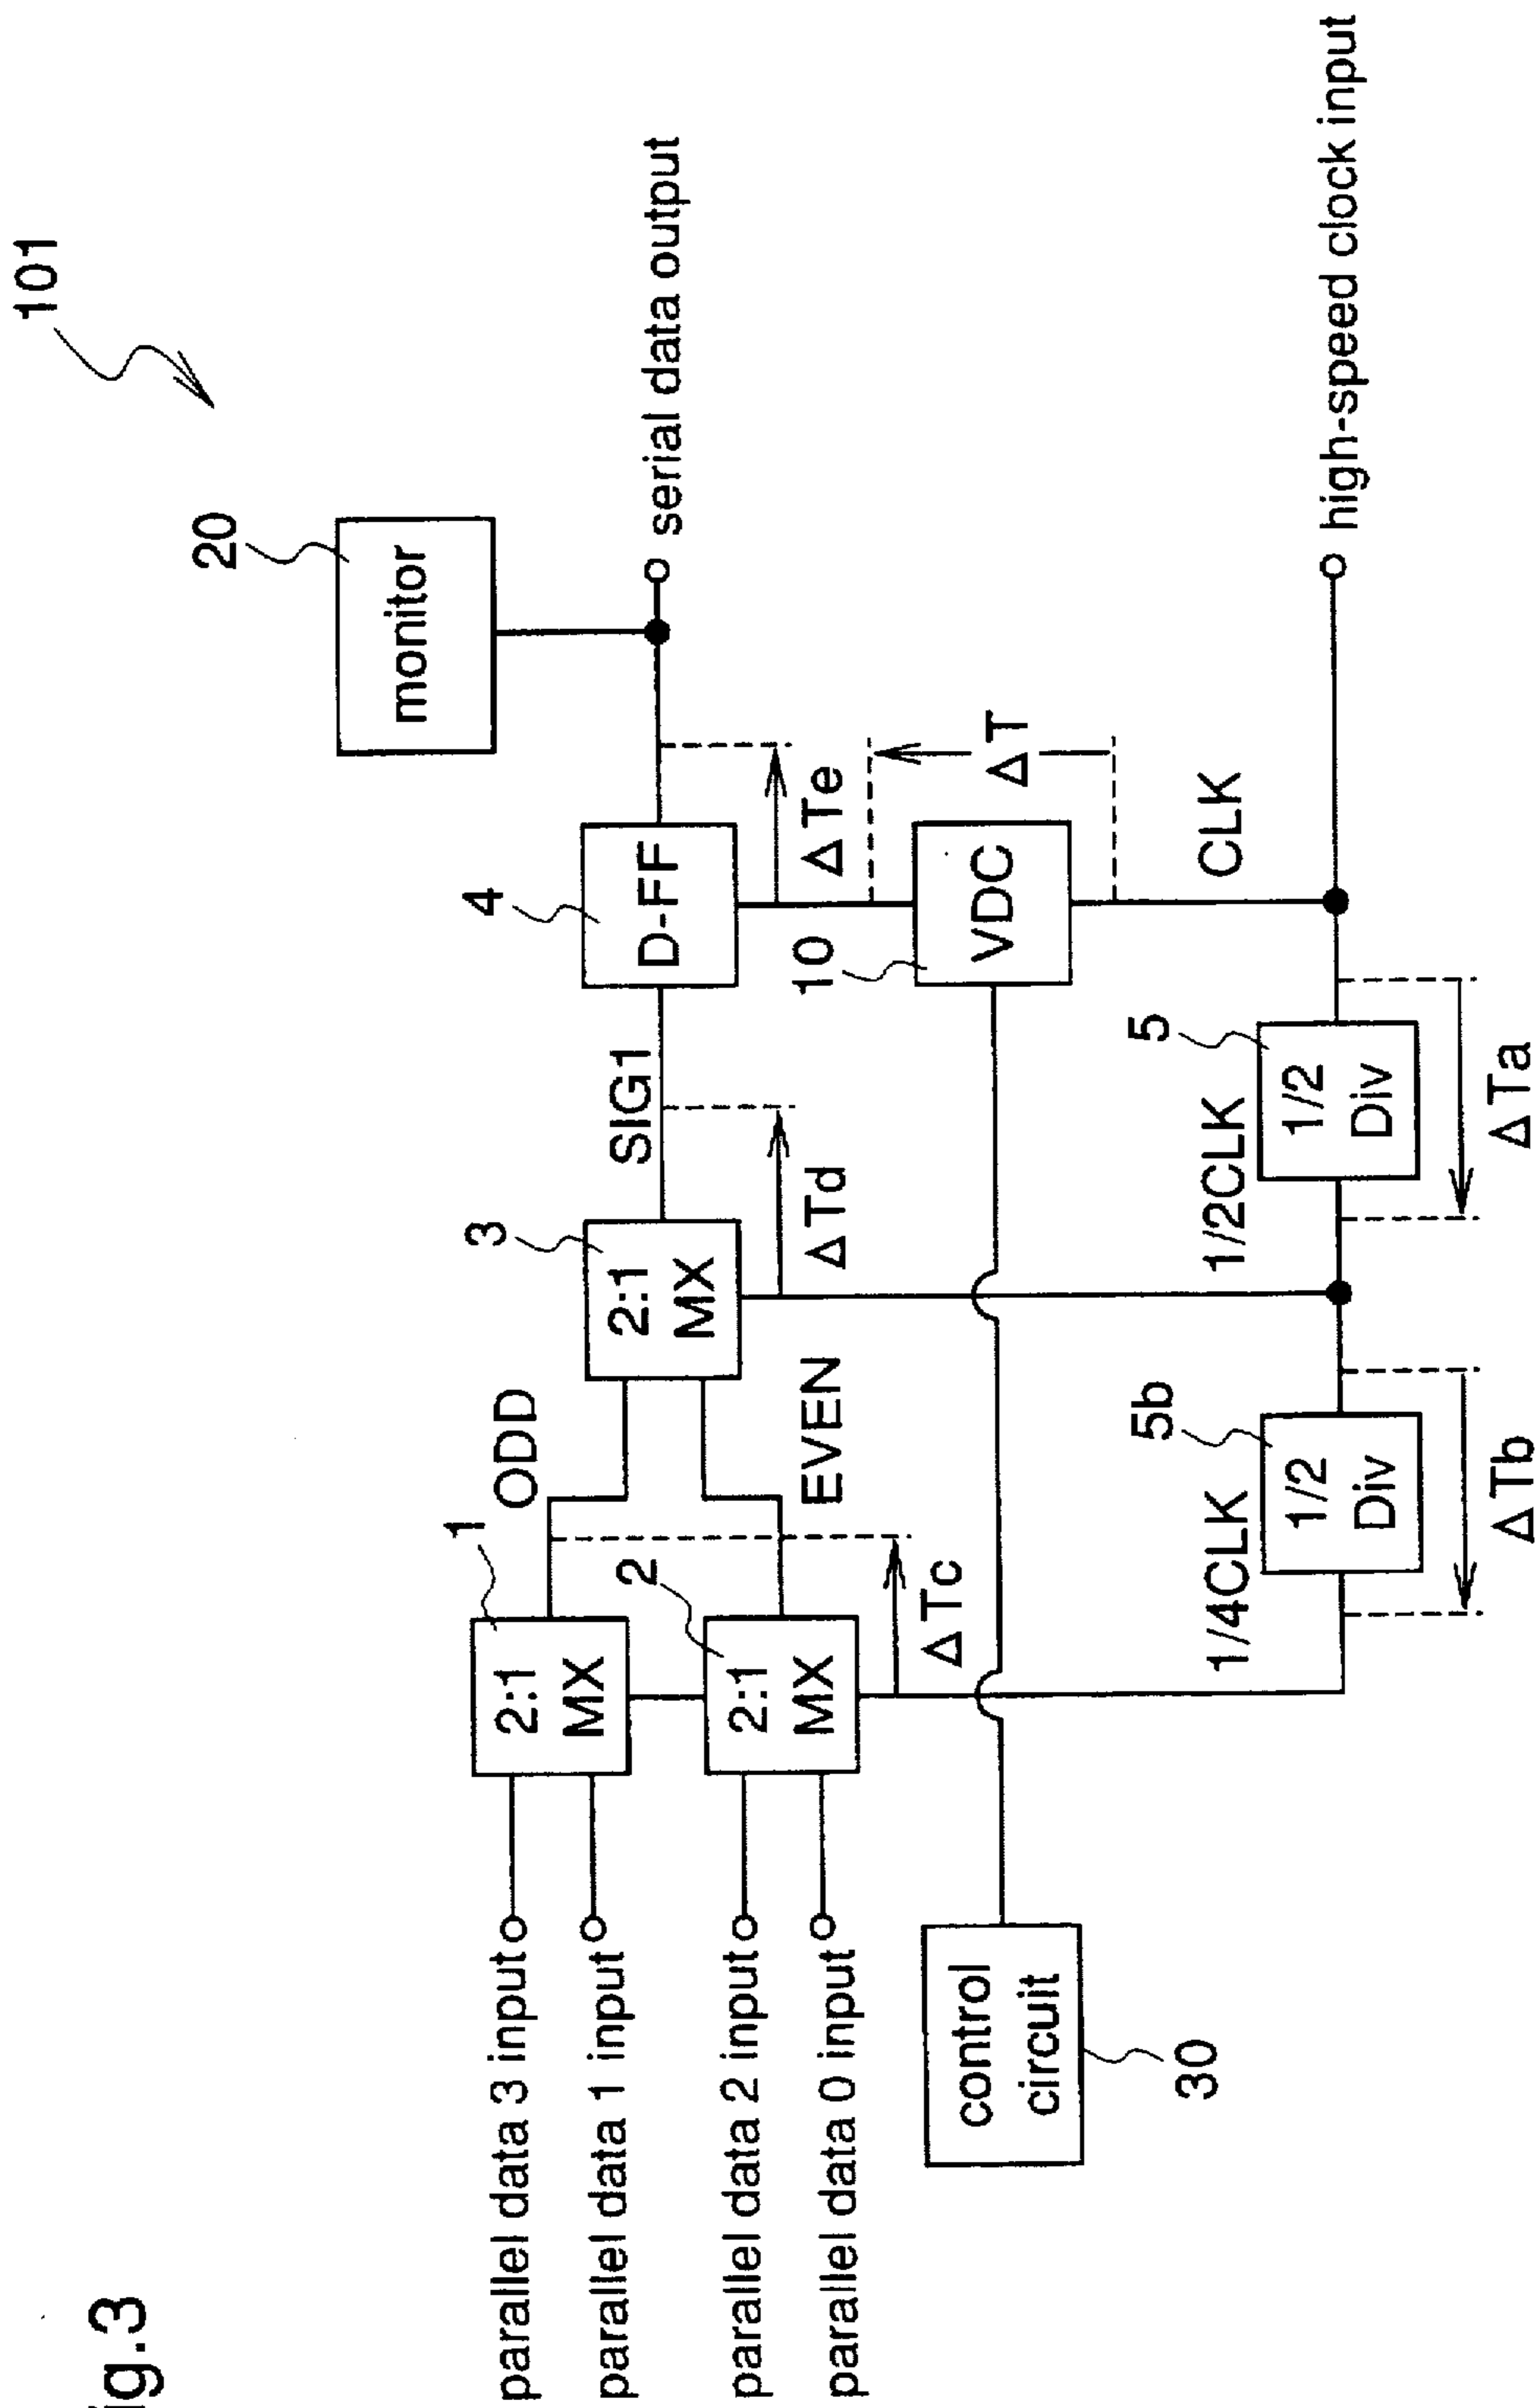 ig.3
101
20
monitor
serial data output
4
D-FF
SIG1
3
2:1
MX
ODD
EVEN
1
2:1
MX
2
2:1
MX
parallel data 3 input
parallel data 1 input
parallel data 2 input
parallel data 0 input
ΔTc
ΔTd
ΔTe
ΔT
10
VDC
CLK
high-speed clock input
5
1/2
Div
1/2CLK
ΔTa
5b
1/2
Div
1/4CLK
ΔTb
control
circuit
30